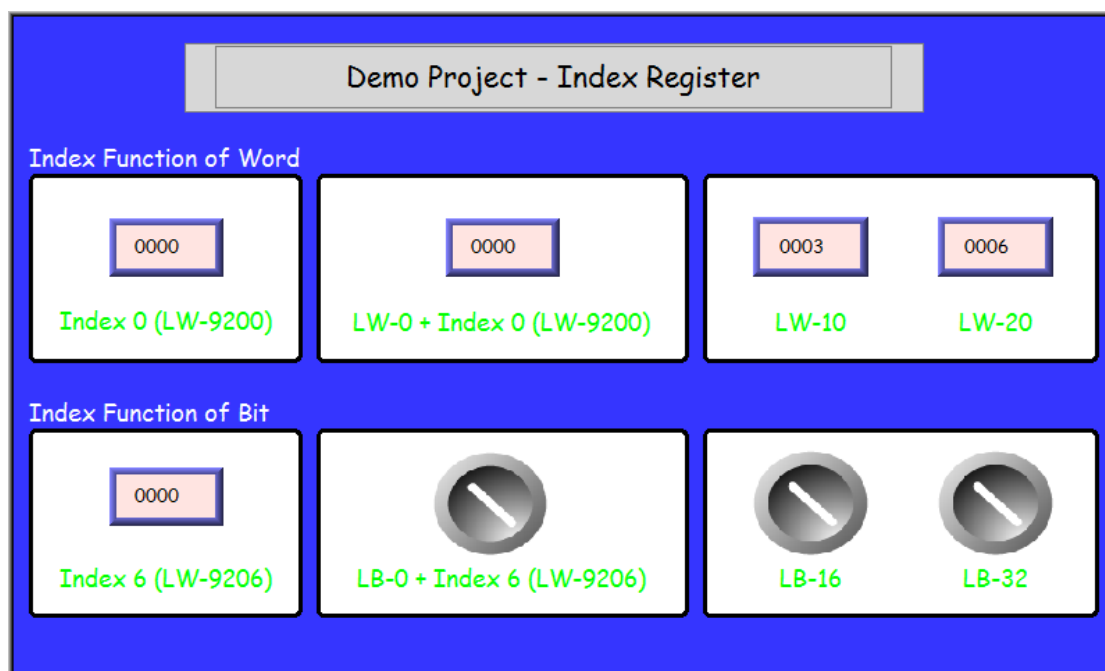 Demo Project - Index Register
Index Function of Word
0000
0000
0003
0006
Index 0 (LW-9200)
LW-0 + Index 0 (LW-9200)
LW-10
LW-20
Index Function of Bit
0000
Index 6 (LW-9206)
LB-0 + Index 6 (LW-9206)
LB-16
LB-32